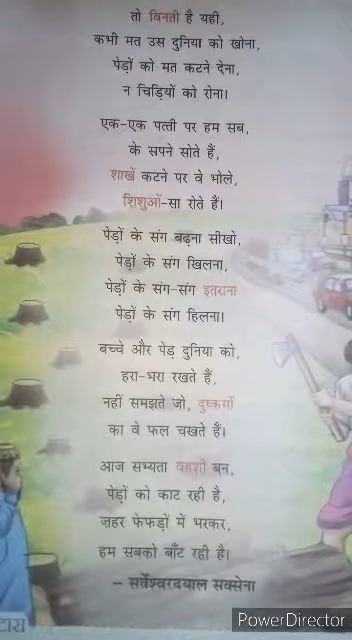 तो विनती है यही,
कभी मत उस दुनिया को खोना,
पेड़ों को मत कटने देना,
न चिड़ियों को रोना।
एक-एक पत्ती पर हम सब,
के सपने सोते हैं,
शाखें कटने पर वे भोले,
शिशुओं-सा रोते हैं।
पेड़ों के संग बढ़ना सीखो,
पेड़ों के संग खिलना,
पेड़ों के संग-संग इतराना
पेड़ों के संग हिलना।
बच्चे और पेड़ दुनिया को,
हरा-भरा रखते हैं,
नहीं समझते जो, दुष्कर्मों
का वे फल चखते हैं।
आज सभ्यता वहशी बन,
पेड़ों को काट रही है,
ज़हर फेफड़ों में भरकर,
हम सबको बाँट रही है।
– सर्वेश्वरदयाल सक्सेना
PowerDirector